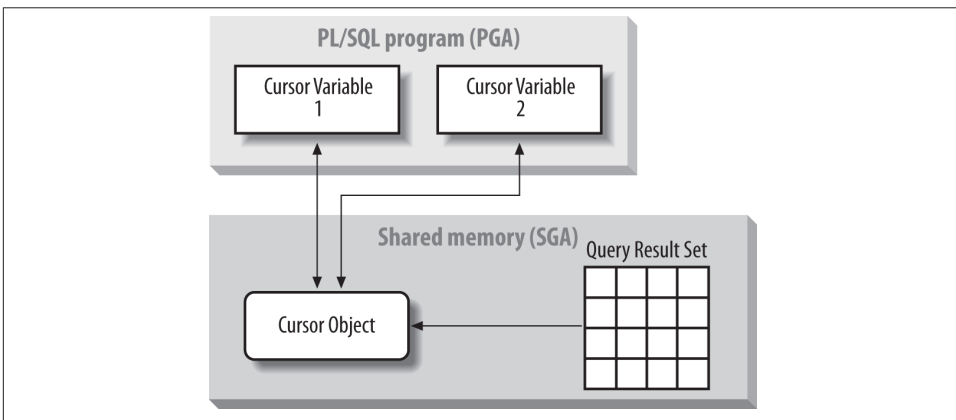 PL/SQL program (PGA)
Cursor Variable
1
Cursor Variable
2
Shared memory (SGA)
Query Result Set
Cursor Object